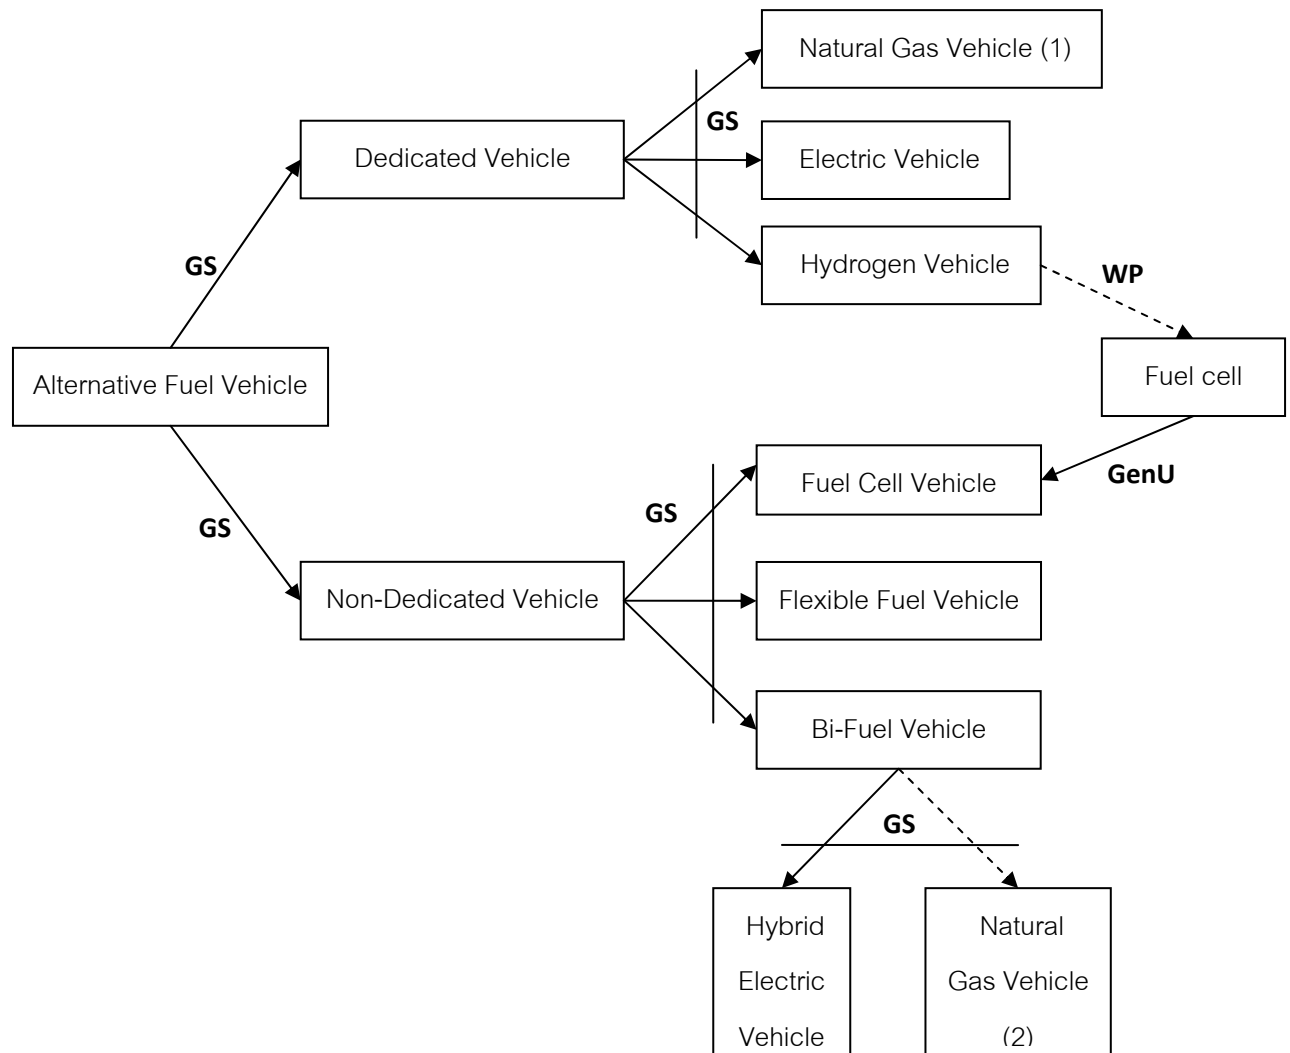 Natural Gas Vehicle (1)
GS
Dedicated Vehicle
Electric Vehicle
Hydrogen Vehicle
GS
WP
Alternative Fuel Vehicle
Fuel cell
GenU
Fuel Cell Vehicle
GS
GS
Non-Dedicated Vehicle
Flexible Fuel Vehicle
Bi-Fuel Vehicle
GS
Hybrid
Electric
Vehicle
Natural
Gas Vehicle
(2)